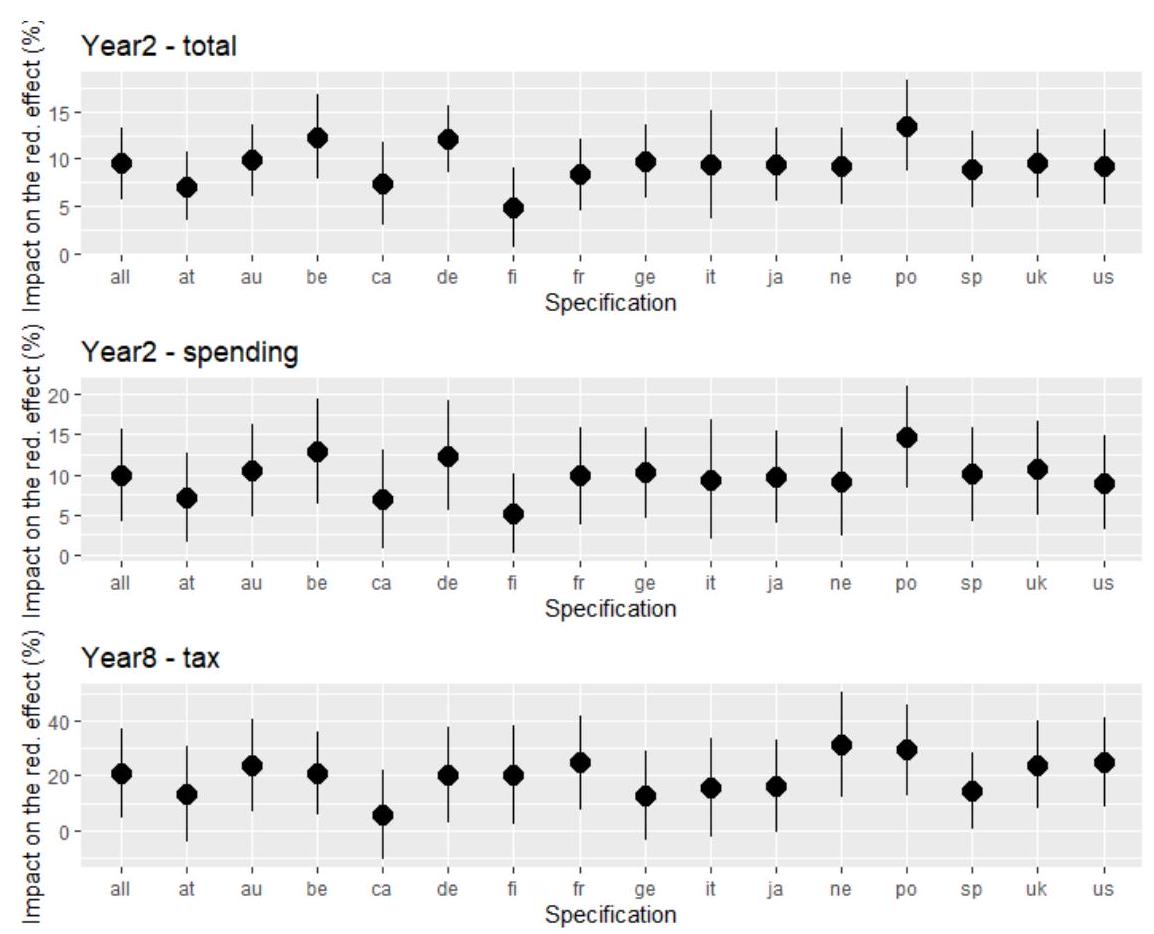 Year2 - total
Impact on the red. effect (%)
15
10
5
0
all at au be ca de fi fr ge it ja ne po sp uk us
Specification
Year2 - spending
Impact on the red. effect (%)
20
15
10
5
0
all at au be ca de fi fr ge it ja ne po sp uk us
Specification
Year8 - tax
Impact on the red. effect (%)
40
20
0
all at au be ca de fi fr ge it ja ne po sp uk us
Specification